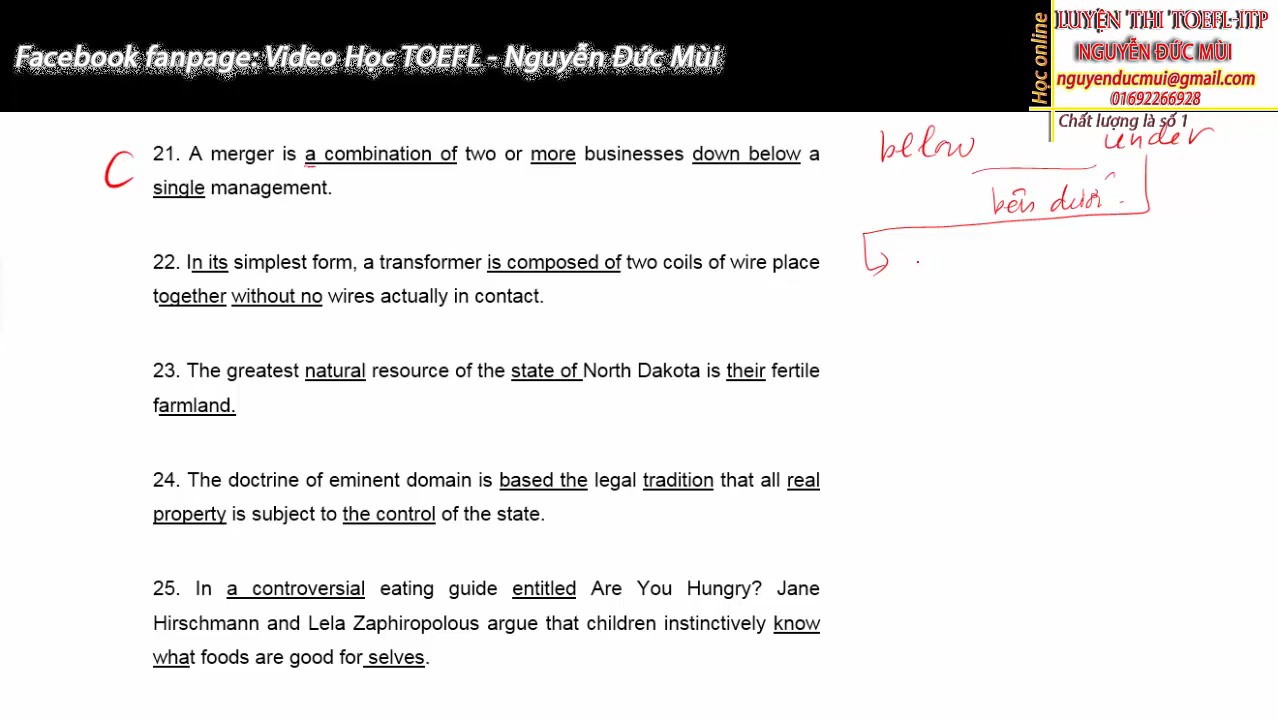 Facebook fanpage: Video Học TOEFL - Nguyễn Đức Mùi
Học online
LUYỆN THI TOEFL-ITP
NGUYỄN ĐỨC MÙI
nguyenducmui@gmail.com
01692266928
Chất lượng là số 1
C
21. A merger is a combination of two or more businesses down below a
single management.
below under
bên dưới
22. In its simplest form, a transformer is composed of two coils of wire place
together without no wires actually in contact.
23. The greatest natural resource of the state of North Dakota is their fertile
farmland.
24. The doctrine of eminent domain is based the legal tradition that all real
property is subject to the control of the state.
25. In a controversial eating guide entitled Are You Hungry? Jane
Hirschmann and Lela Zaphiropolous argue that children instinctively know
what foods are good for selves.